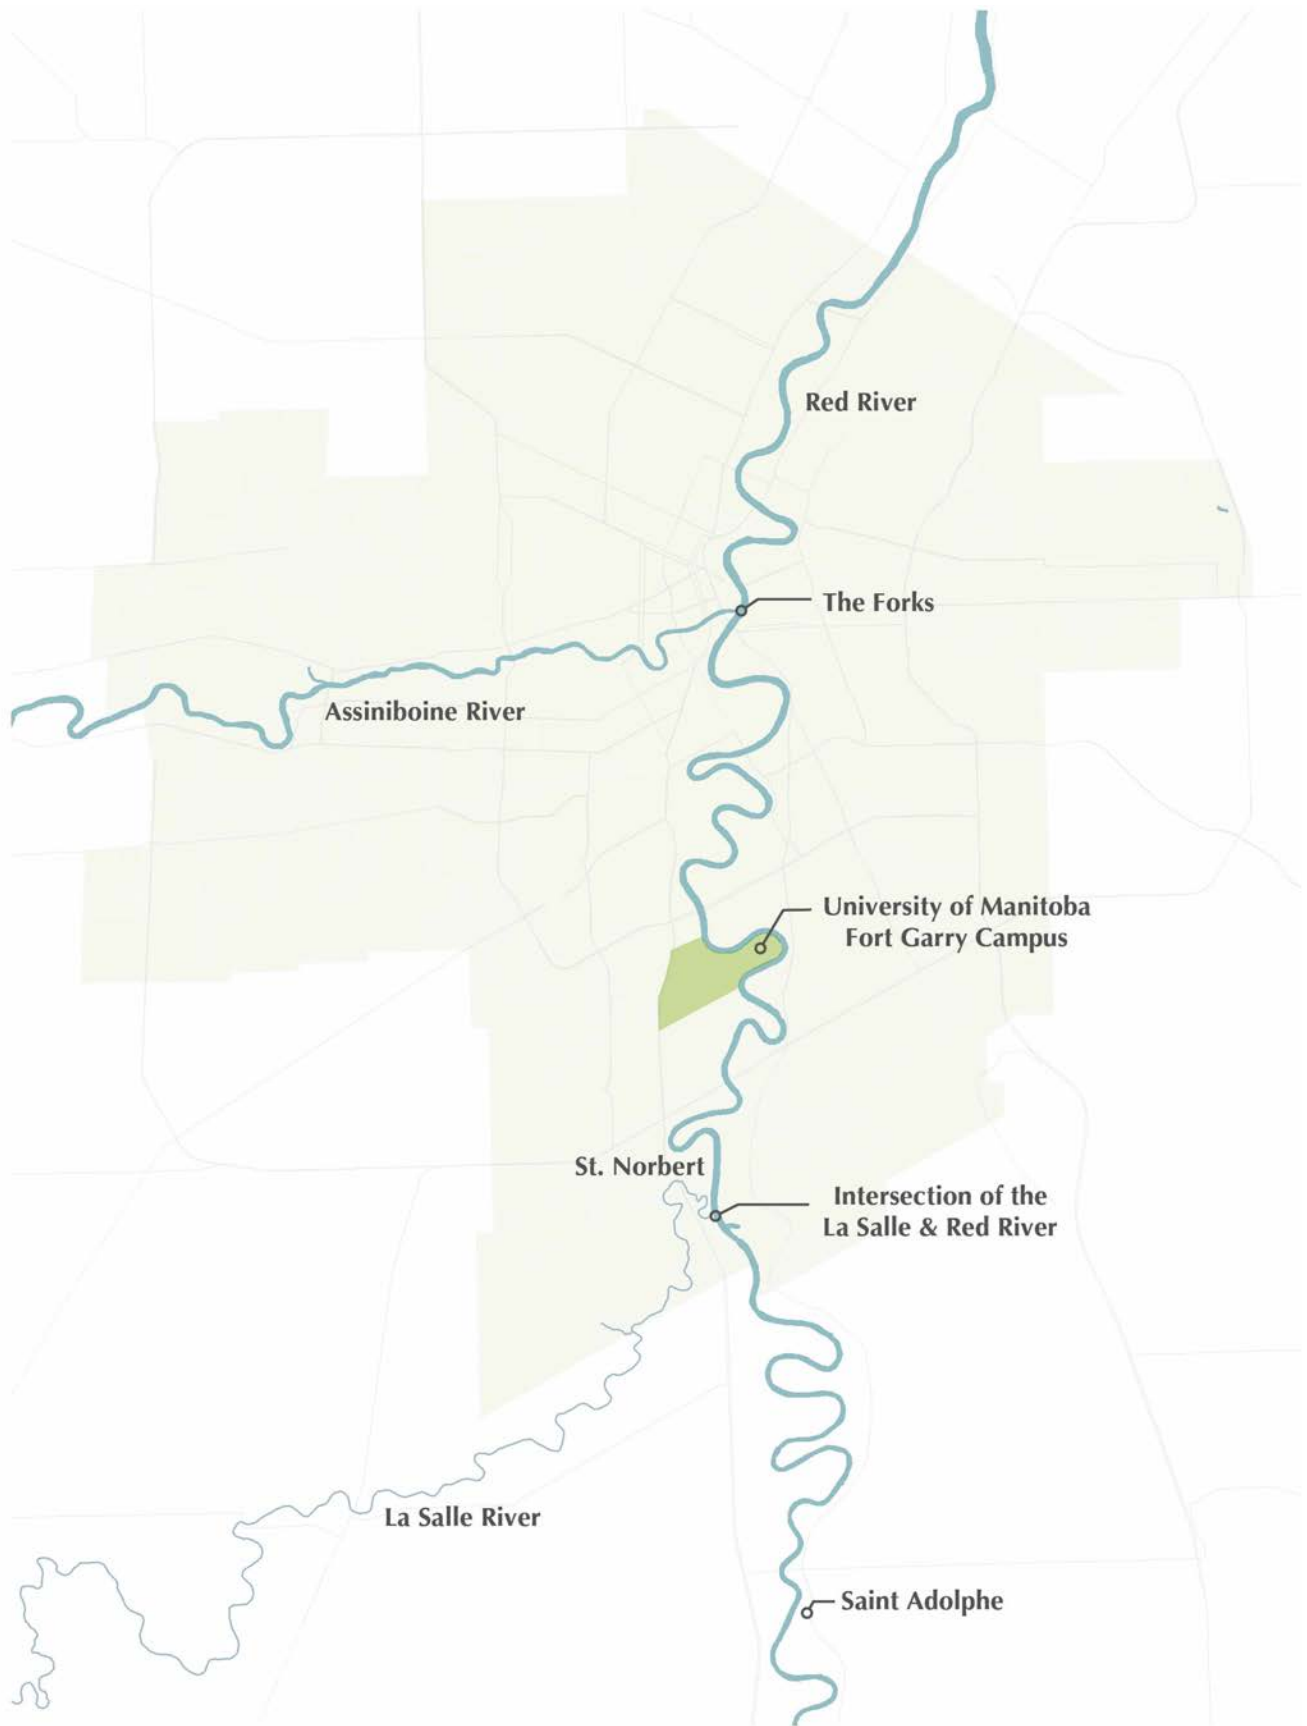 Red River
The Forks
Assiniboine River
University of Manitoba
Fort Garry Campus
St. Norbert
Intersection of the
La Salle & Red River
La Salle River
Saint Adolphe